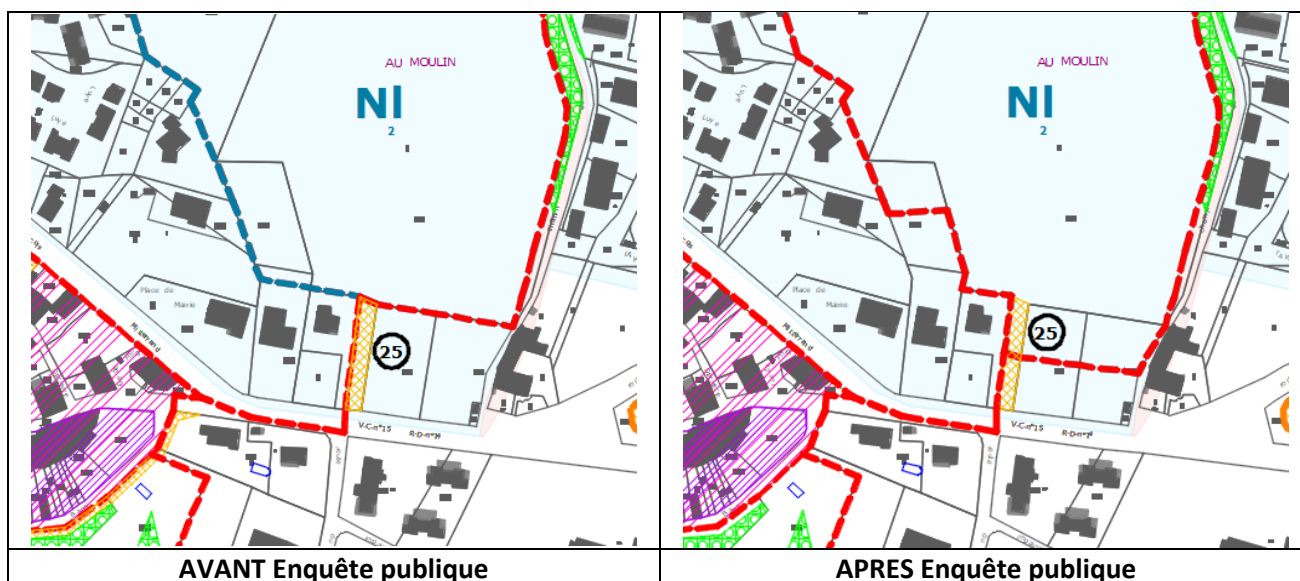 AU MOULIN
Nl
2
Place de
Mairie
25
V-C-n°15
AVANT Enquête publique
AU MOULIN
Nl
2
Place de
Mairie
25
V-C-n°15
APRES Enquête publique